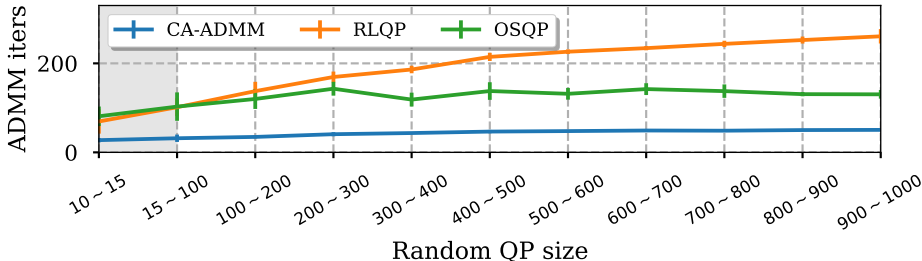 CA-ADMM RLQP OSQP
ADMM iters
200
0
10 ~ 15
15 ~ 100
100 ~ 200
200 ~ 300
300 ~ 400
400 ~ 500
500 ~ 600
600 ~ 700
700 ~ 800
800 ~ 900
900 ~ 1000
Random QP size